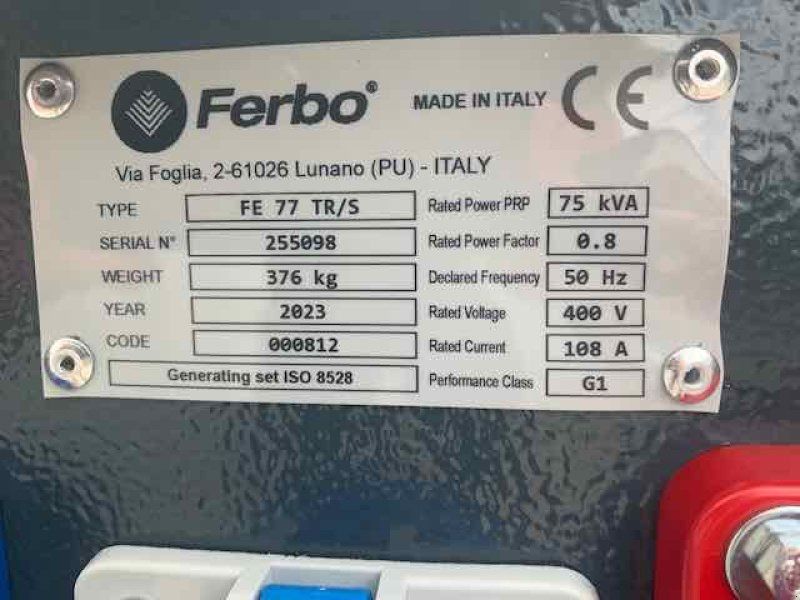 Ferbo® MADE IN ITALY CE
Via Foglia, 2-61026 Lunano (PU) - ITALY
TYPE FE 77 TR/S Rated Power PRP 75 kVA
SERIAL N° 255098 Rated Power Factor 0.8
WEIGHT 376 kg Declared Frequency 50 Hz
YEAR 2023 Rated Voltage 400 V
CODE 000812 Rated Current 108 A
Generating set ISO 8528 Performance Class G1